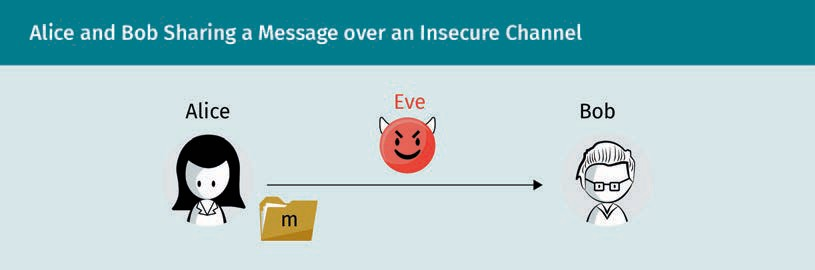 Alice and Bob Sharing a Message over an Insecure Channel
Eve
Alice
Bob
m